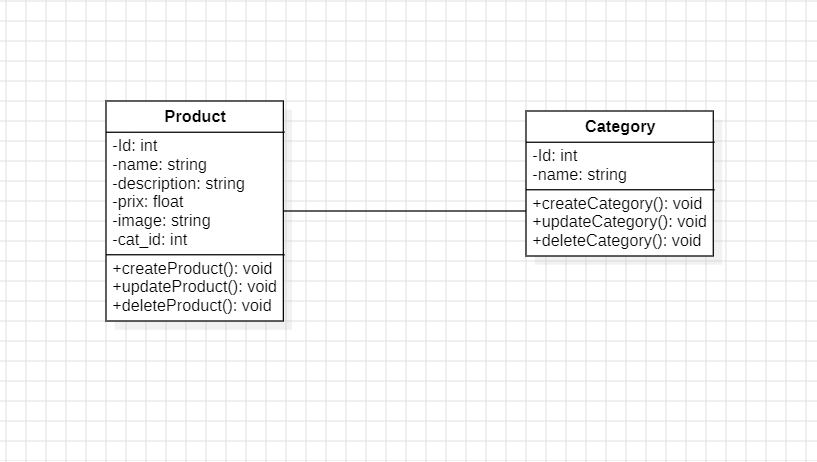 Product
-Id: int
-name: string
-description: string
-prix: float
-image: string
-cat_id: int
+createProduct(): void
+updateProduct(): void
+deleteProduct(): void
Category
-Id: int
-name: string
+createCategory(): void
+updateCategory(): void
+deleteCategory(): void